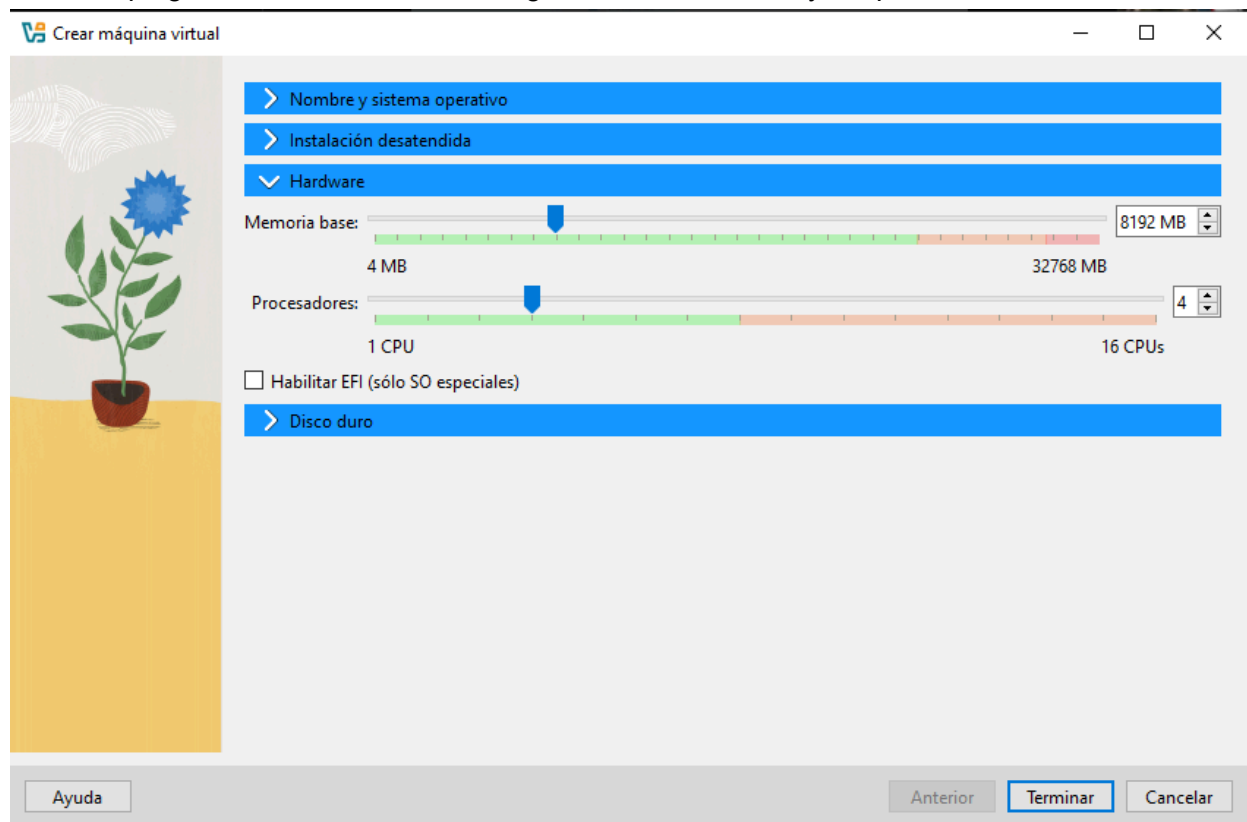 Crear máquina virtual
Nombre y sistema operativo
Instalación desatendida
Hardware
Memoria base: 8192 MB
4 MB 32768 MB
Procesadores: 4
1 CPU 16 CPUs
Habilitar EFI (sólo SO especiales)
Disco duro
Ayuda Anterior Terminar Cancelar